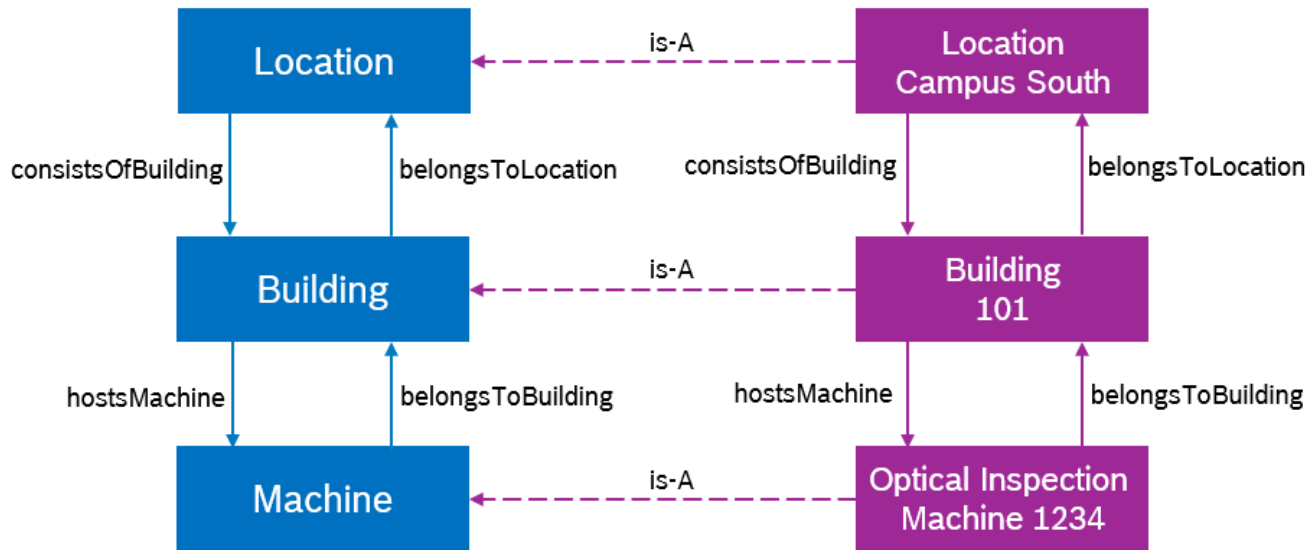 Location
is-A
Location
Campus South
consistsOfBuilding
belongsToLocation
consistsOfBuilding
belongsToLocation
Building
is-A
Building
101
hostsMachine
belongsToBuilding
hostsMachine
belongsToBuilding
Machine
is-A
Optical Inspection
Machine 1234